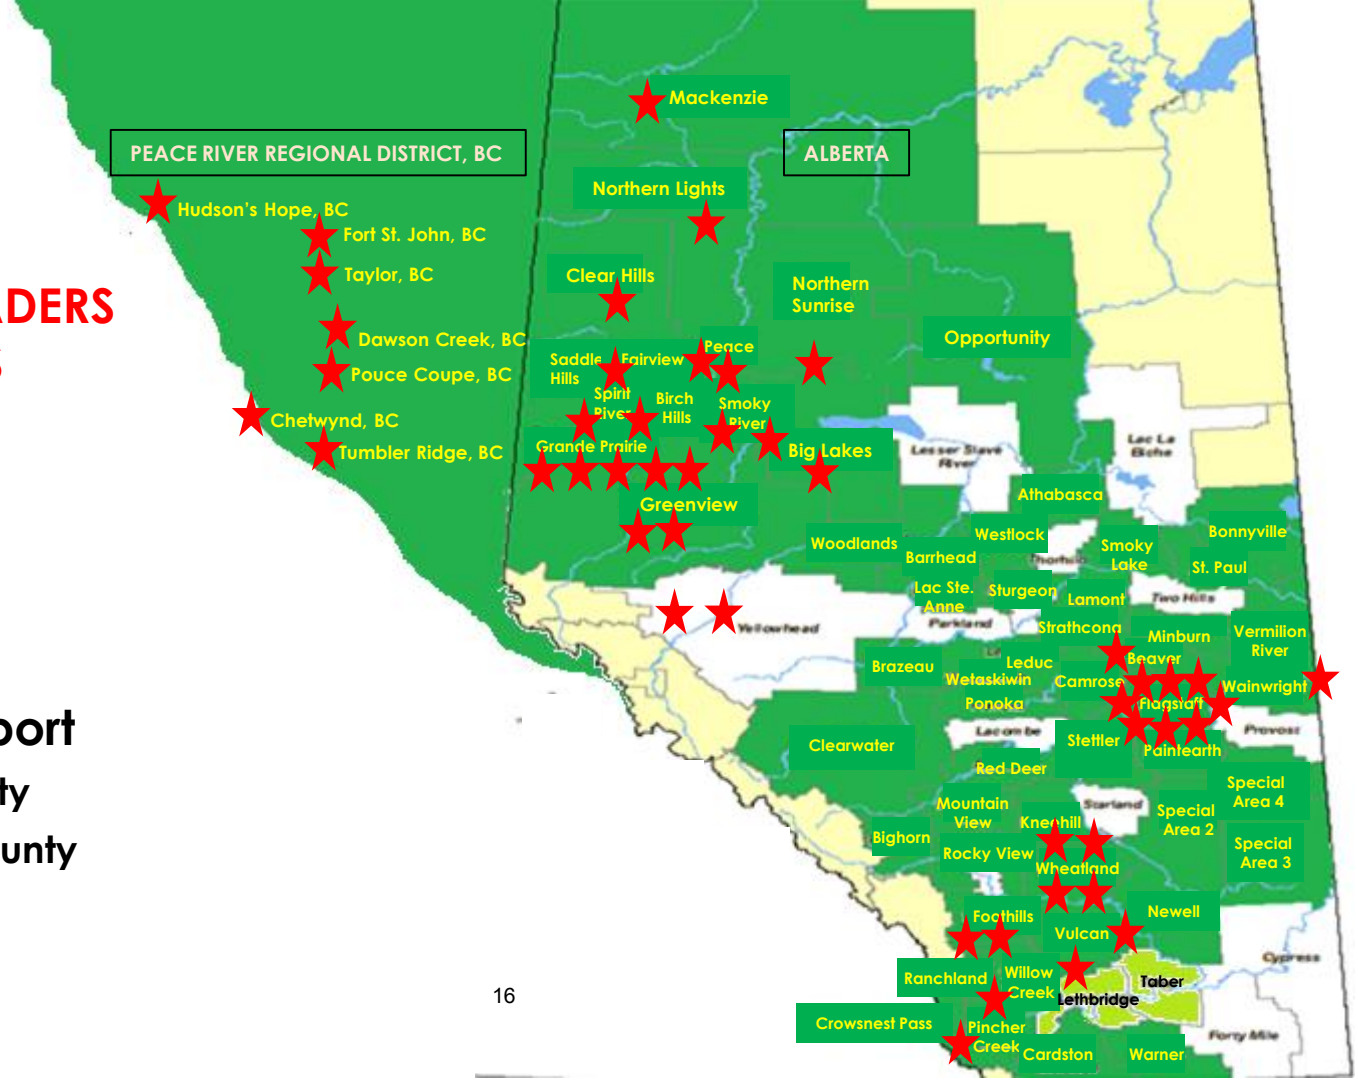 Mackenzie
PEACE RIVER REGIONAL DISTRICT, BC
ALBERTA
Northern Lights
Hudson's Hope, BC
Fort St. John, BC
Taylor, BC
Clear Hills
Northern
Sunrise
ADERS
S
Dawson Creek, BC
Opportunity
Pouce Coupe, BC
Saddle
Hills
Fairview
Peace
Spirit
River
Birch
Hills
Smoky
River
Chetwynd, BC
Tumbler Ridge, BC
Grande Prairie
Big Lakes
Lesser Slave
River
Lac La
Biche
Greenview
Athabasca
Woodlands
Westlock
Barrhead
Thorhild
Smoky
Lake
Bonnyville
St. Paul
Lac Ste.
Anne
Sturgeon
Lamont
Two Hills
Yellowhead
Parkland
Strathcona
Minburn
Vermilion
River
Brazeau
Leduc
Beaver
Wetaskiwin
Camrose
Wainwright
Ponoka
Flagstaff
port
Clearwater
Lacombe
Stettler
Paintearth
Provost
Red Deer
ty
Mountain
View
Kneehill
Starland
Special
Area 2
Special
Area 4
unty
Bighorn
Rocky View
Wheatland
Special
Area 3
Foothills
Vulcan
Newell
Cypress
16
Ranchland
Willow
Creek
Lethbridge
Taber
Crowsnest Pass
Pincher
Creek
Cardston
Warner
Forty Mile